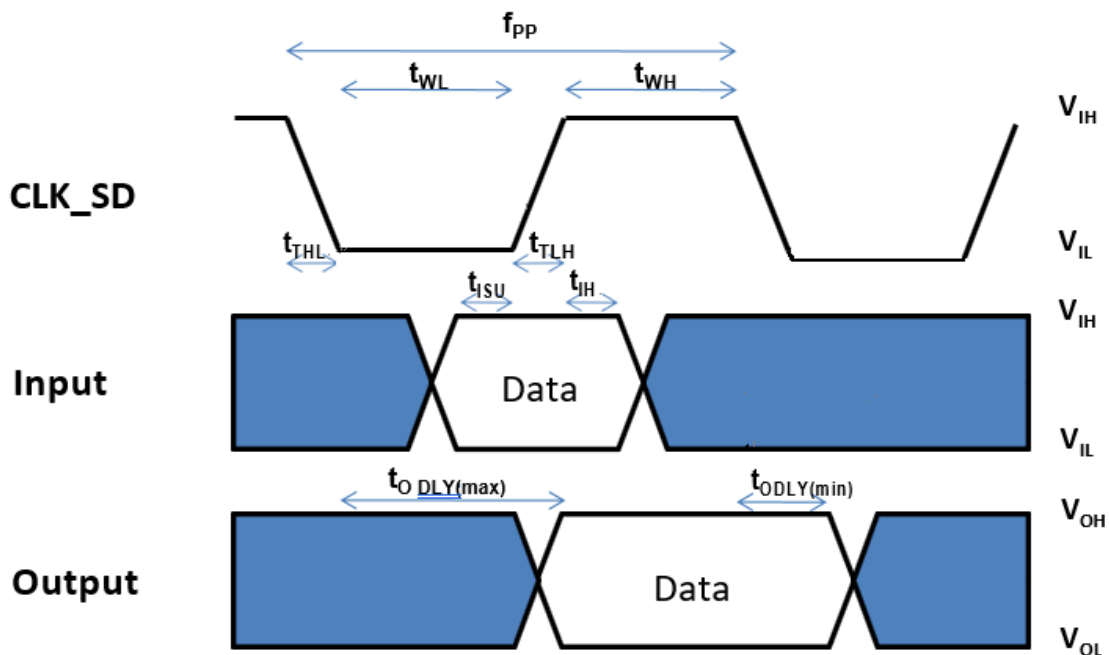 fPP
tWL tWH
VIH
CLK_SD
tTHL tTLH VIL
tISU tIH
VIH
Input Data
VIL
tO DLY(max) tODLY(min)
VOH
Output Data
VOL